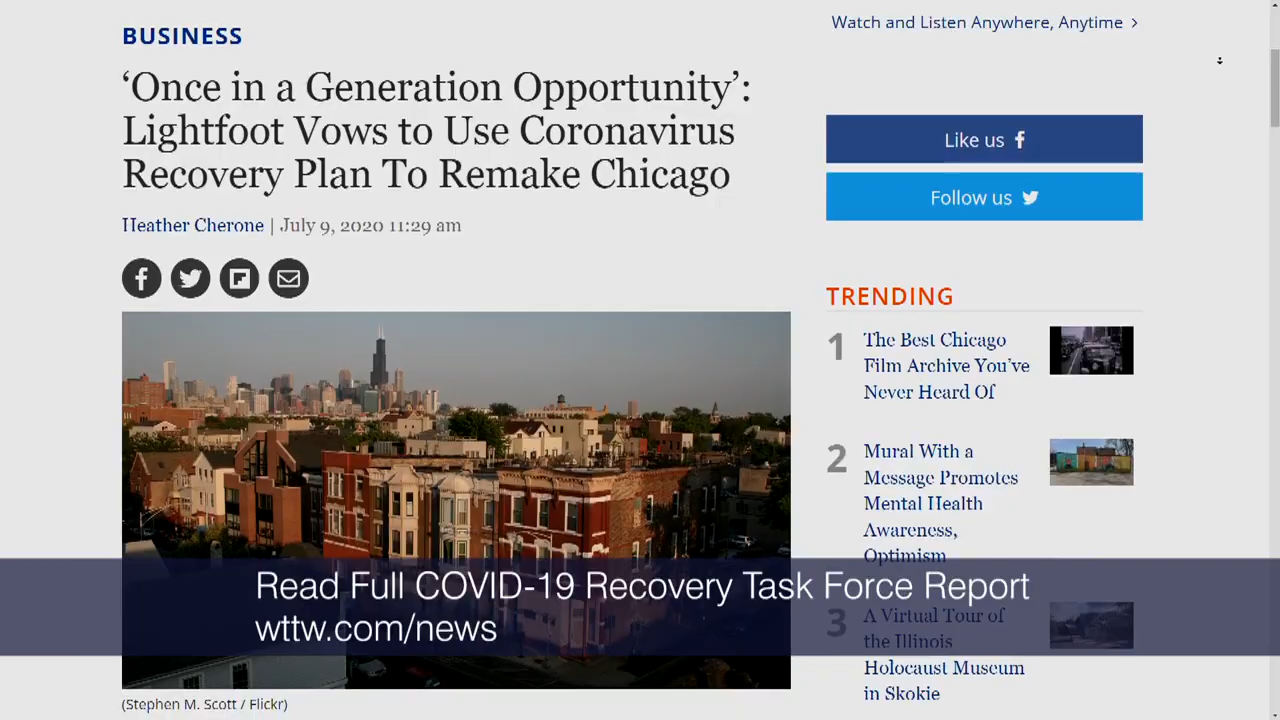 BUSINESS
‘Once in a Generation Opportunity’:
Lightfoot Vows to Use Coronavirus
Recovery Plan To Remake Chicago
Heather Cherone | July 9, 2020 11:29 am
(Stephen M. Scott / Flickr)
Watch and Listen Anywhere, Anytime
Like us
Follow us
TRENDING
1
The Best Chicago
Film Archive You’ve
Never Heard Of
2
Mural With a
Message Promotes
Mental Health
Awareness,
Optimism
3
A Virtual Tour of
the Illinois
Holocaust Museum
in Skokie
Read Full COVID-19 Recovery Task Force Report
wttw.com/news